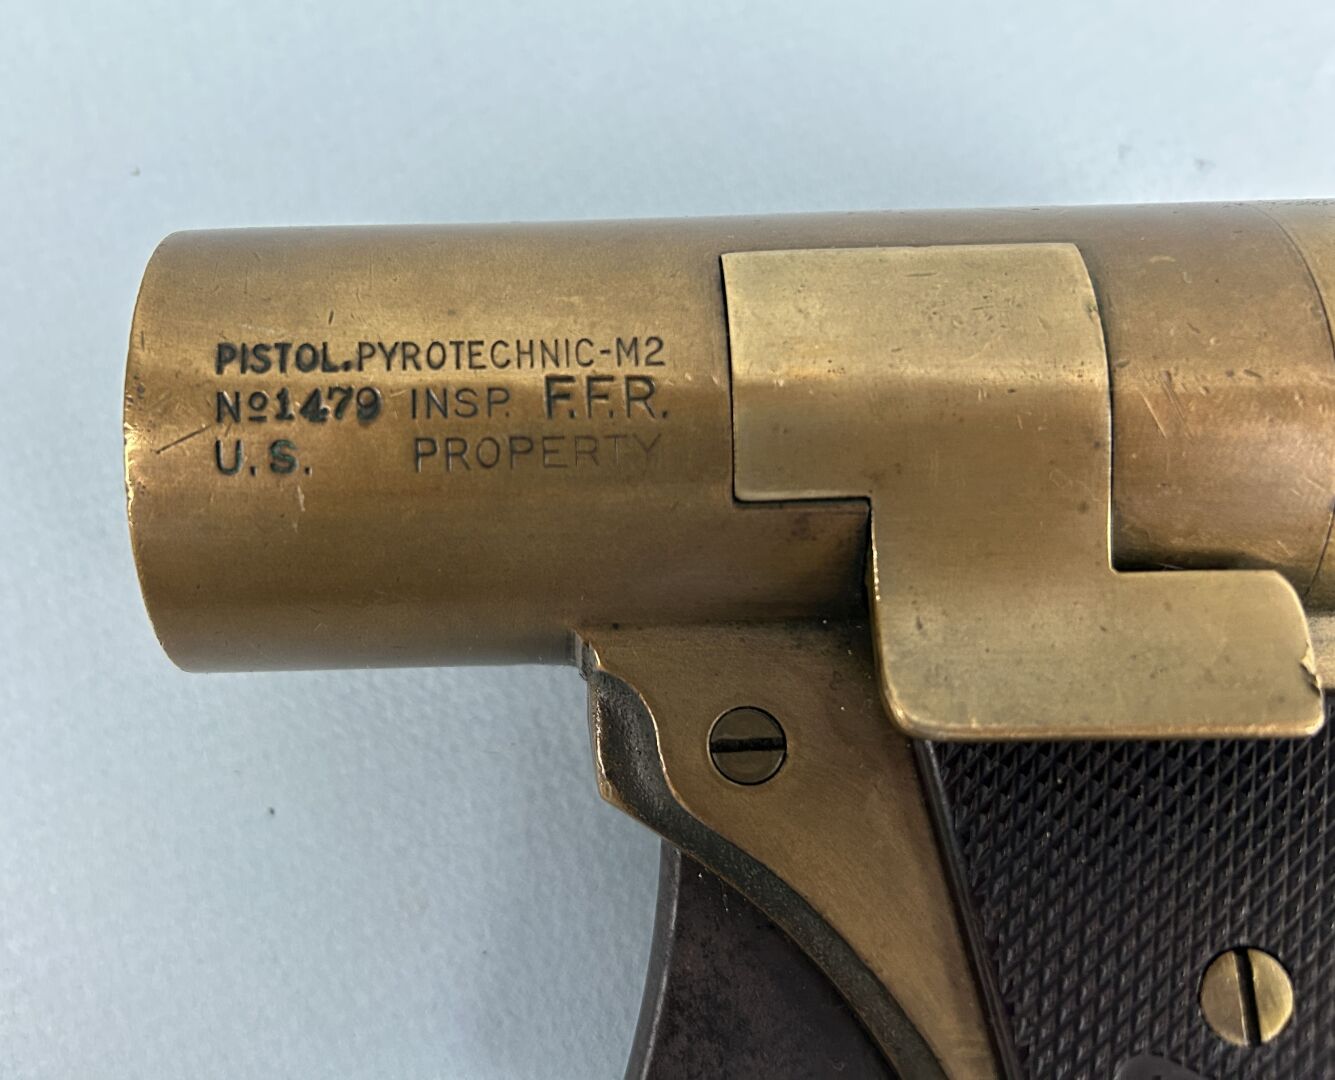 PISTOL.PYROTECHNIC-M2
Nº1479 INSP. F.F.R.
U.S. PROPERTY